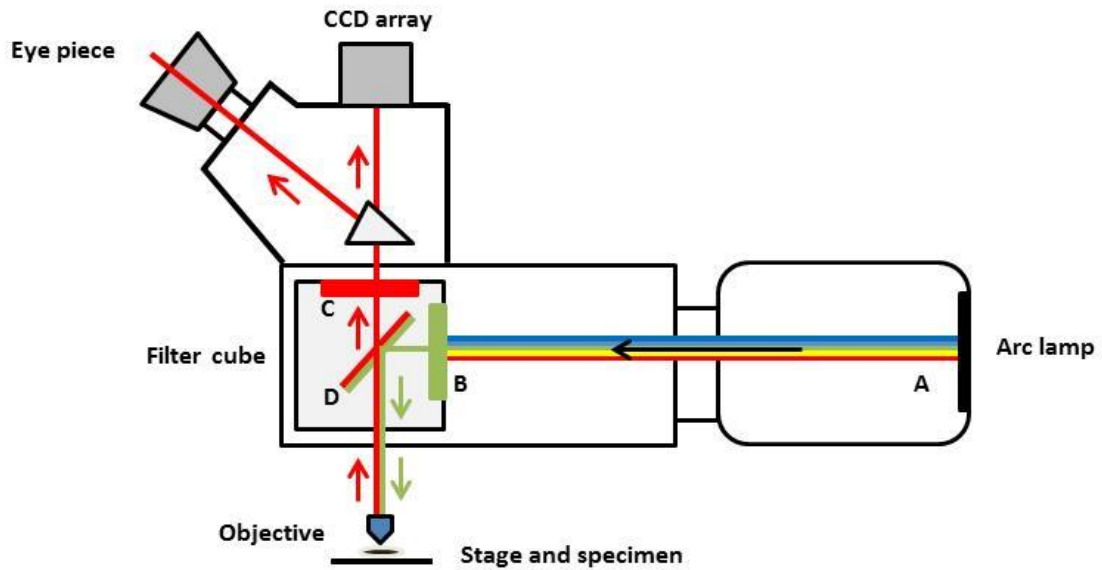 CCD array
Eye piece
C
Filter cube
D
B
A
Arc lamp
Objective
Stage and specimen